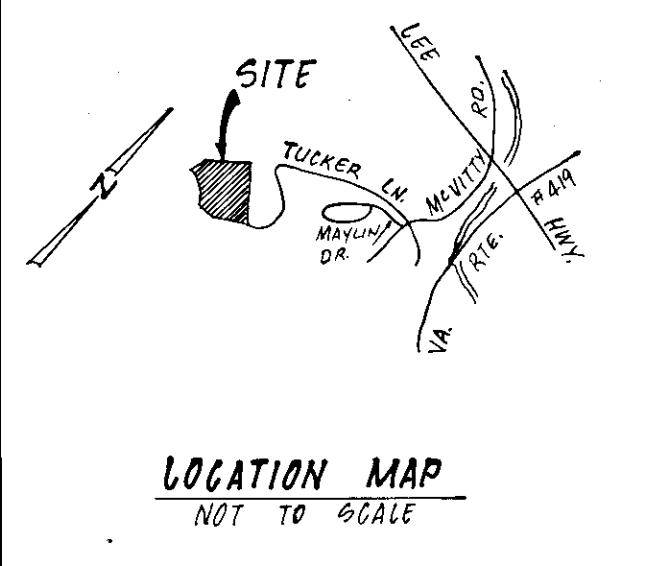 LEE
HWY.
SITE
RD.
McVITTY
TUCKER
LN.
#419
RTE.
VA.
MAYLIN
DR.
N
LOCATION MAP
NOT TO SCALE